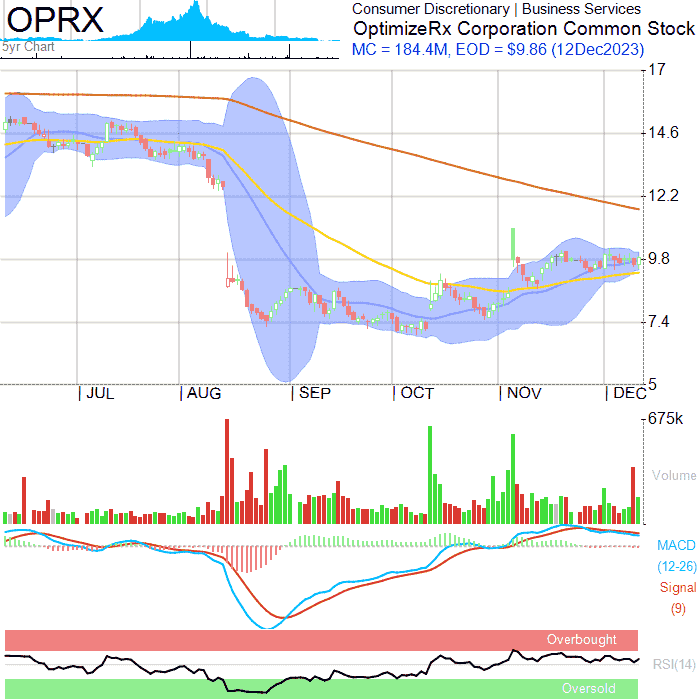 OPRX
5yr Chart
Consumer Discretionary | Business Services
OptimizeRx Corporation Common Stock
MC = 184.4M, EOD = $9.86 (12Dec2023)
17
14.6
12.2
9.8
7.4
5
| JUL | AUG | SEP | OCT | NOV | DEC
675k
Volume
MACD
(12-26)
Signal
(9)
Overbought
RSI(14)
Oversold